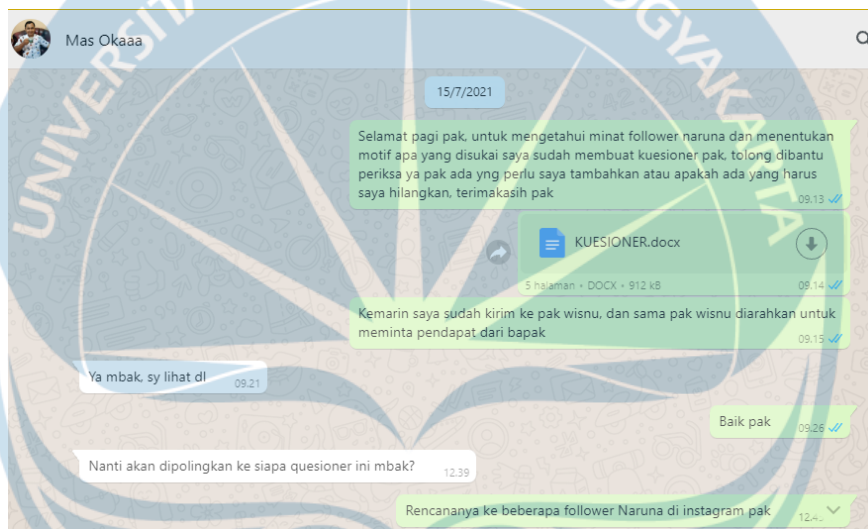 Mas Okaaa
15/7/2021
Selamat pagi pak, untuk mengetahui minat follower naruna dan menentukan
motif apa yang disukai saya sudah membuat kuesioner pak, tolong dibantu
periksa ya pak ada yng perlu saya tambahkan atau apakah ada yang harus
saya hilangkan, terimakasih pak
09.13
KUESIONER.docx
5 halaman • DOCX • 912 kB
09.14
Kemarin saya sudah kirim ke pak wisnu, dan sama pak wisnu diarahkan untuk
meminta pendapat dari bapak
09.15
Ya mbak, sy lihat dl
09.21
Baik pak
09.26
Nanti akan dipolingkan ke siapa quesioner ini mbak?
12.39
Rencananya ke beberapa follower Naruna di instagram pak